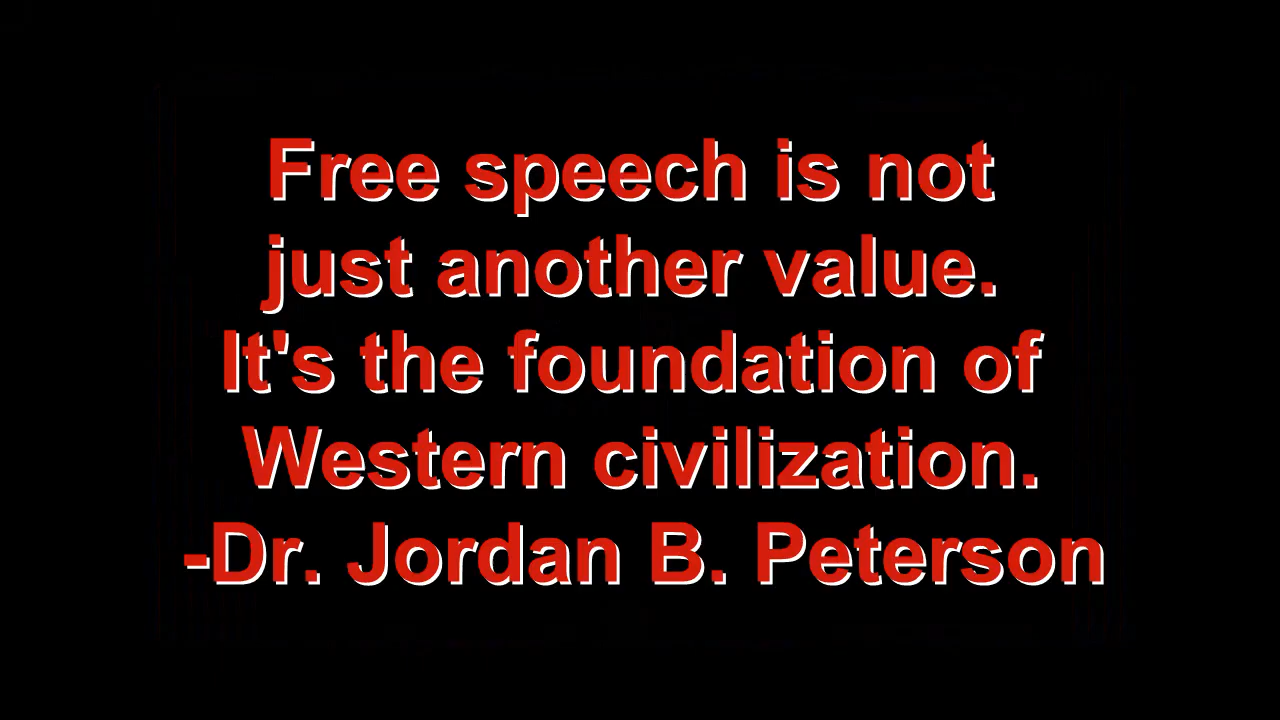 Free speech is not
just another value.
It's the foundation of
Western civilization.
-Dr. Jordan B. Peterson